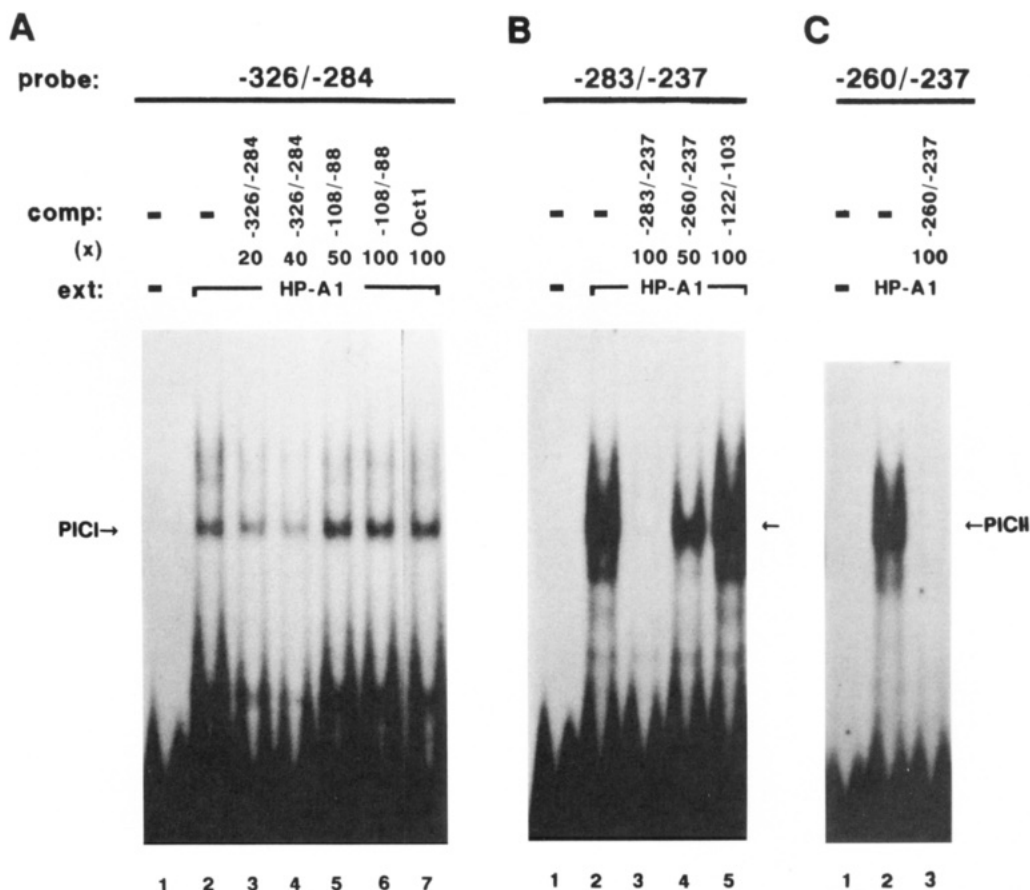 A B C
probe: -326/-284 -283/-237 -260/-237
comp: - - -326/-284 -326/-284 -108/-88 -108/-88 Oct1 - - -283/-237 -260/-237 -122/-103 - - -260/-237
(x) 20 40 50 100 100 100 50 100 100
ext: - HP-A1 - HP-A1 - HP-A1
PICI→ ← ←PICII
1 2 3 4 5 6 7 1 2 3 4 5 1 2 3